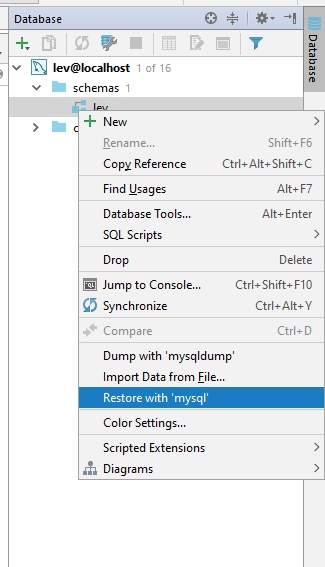 Database
Database
lev@localhost 1 of 16
schemas 1
lev
New
Rename... Shift+F6
Copy Reference Ctrl+Alt+Shift+C
Find Usages Alt+F7
Database Tools... Alt+Enter
SQL Scripts
Drop Delete
Jump to Console... Ctrl+Shift+F10
Synchronize Ctrl+Alt+Y
Compare Ctrl+D
Dump with 'mysqldump'
Import Data from File...
Restore with 'mysql'
Color Settings...
Scripted Extensions
Diagrams